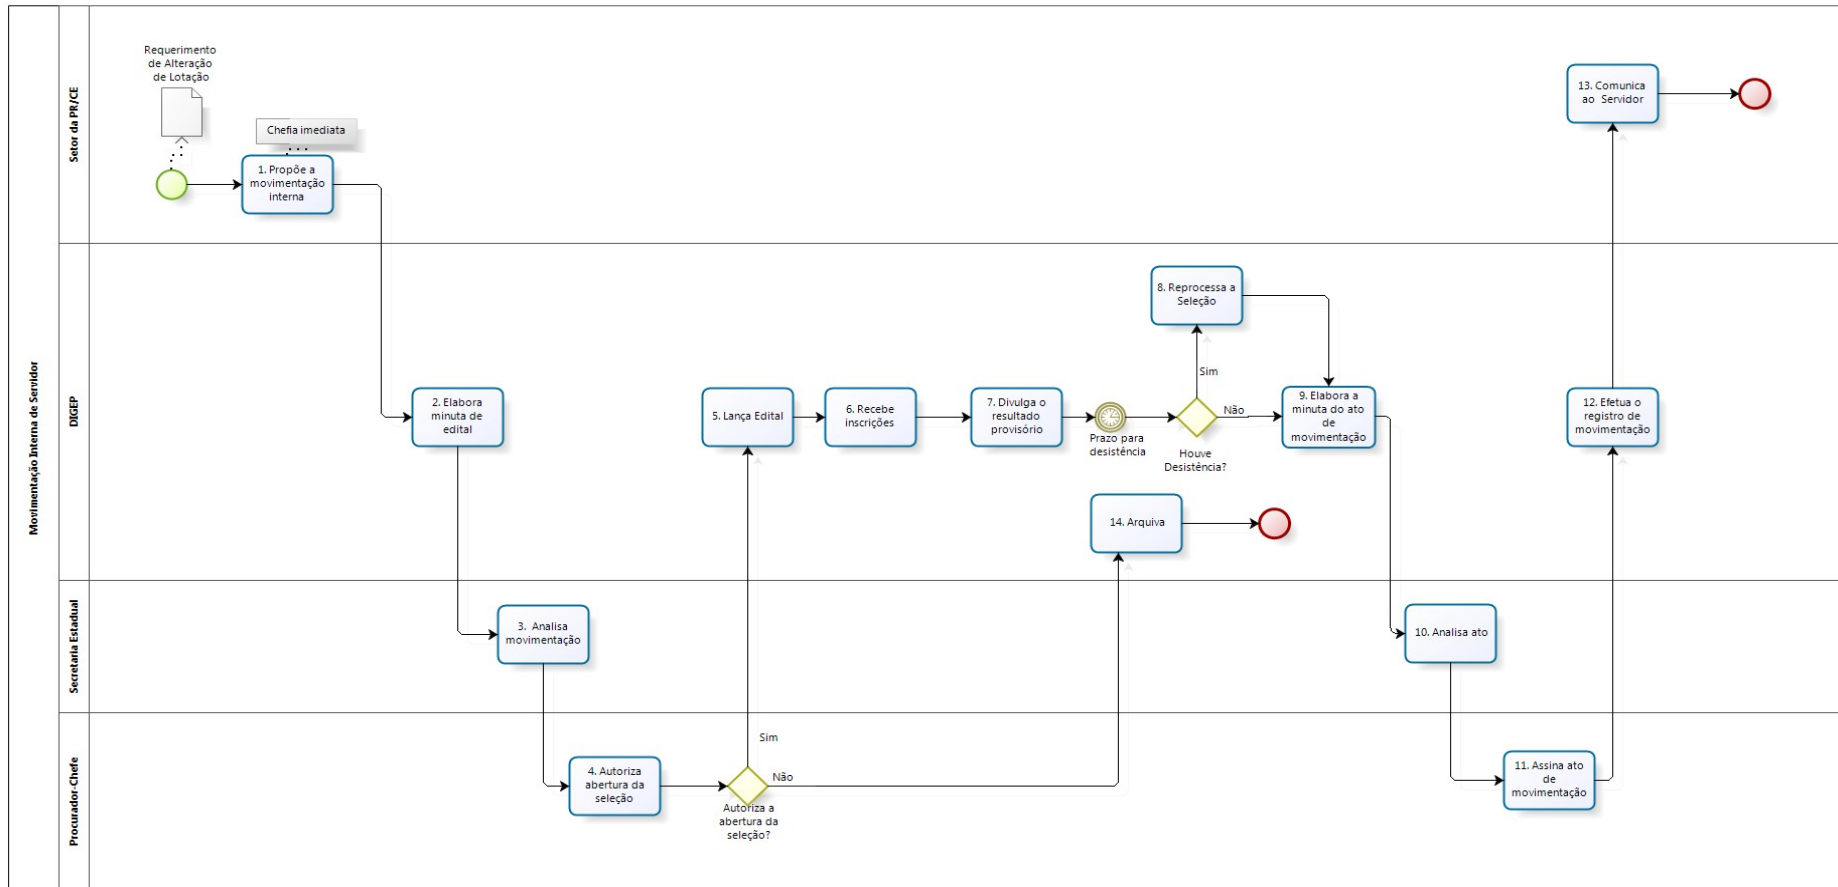 Movimentação Interna de Servidor
Setor da PR/CE
Requerimento
de Alteração
de Lotação
Chefia imediata
1. Propõe a
movimentação
interna
13. Comunica
ao Servidor
DIGEP
2. Elabora
minuta de
edital
5. Lança Edital
6. Recebe
inscrições
7. Divulga o
resultado
provisório
Prazo para
desistência
Houve
Desistência?
Sim
Não
8. Reprocessa a
Seleção
9. Elabora a
minuta do ato
de
movimentação
12. Efetua o
registro de
movimentação
14. Arquiva
Secretaria Estadual
3. Analisa
movimentação
10. Analisa ato
Procurador-Chefe
4. Autoriza
abertura da
seleção
Autoriza a
abertura da
seleção?
Sim
Não
11. Assina ato
de
movimentação